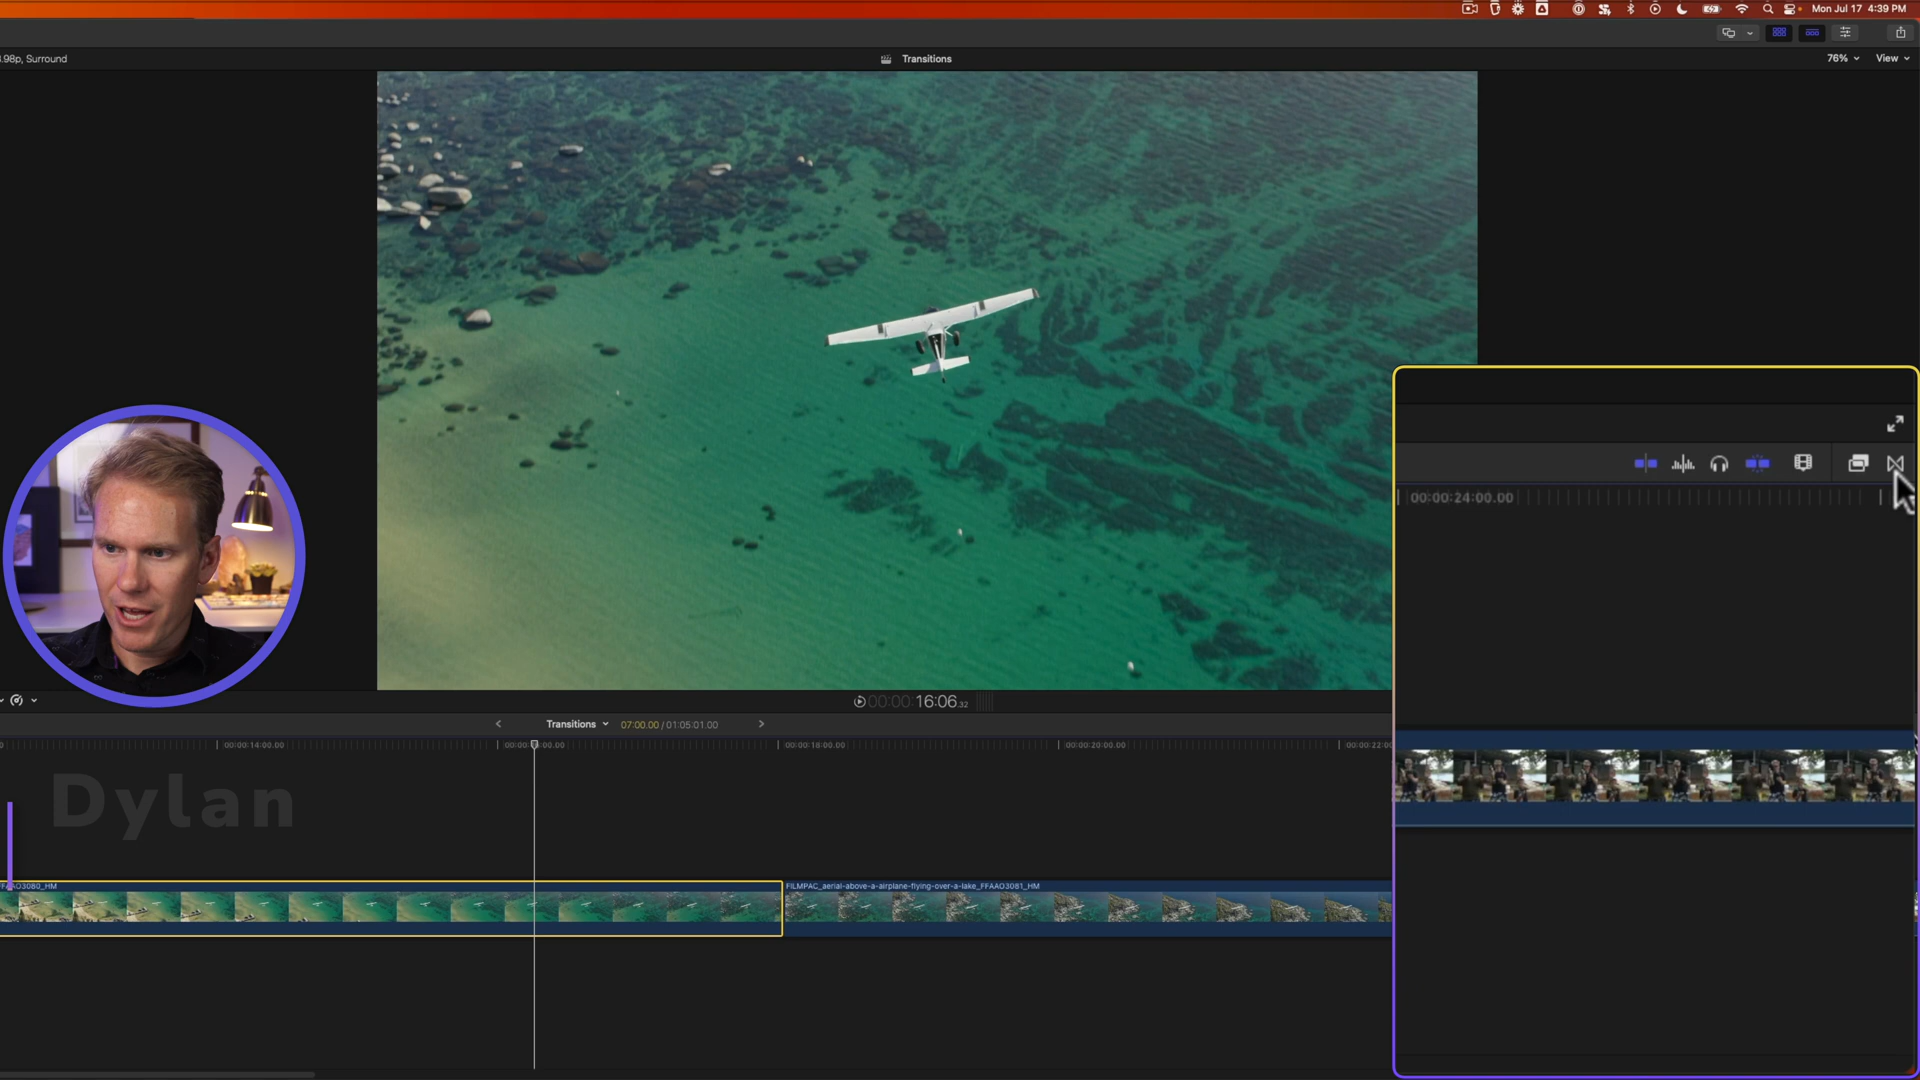 Mon Jul 17 4:39 PM
.98p, Surround
Transitions
76%
View
00:00:16:06.32
Transitions
07:00.00 / 01:05:01.00
00:00:14:00.00
00:00:18:00.00
00:00:20:00.00
00:00:22:
00:00:24:00.00
Dylan
O3080_HM
FILMPAC_aerial-above-a-airplane-flying-over-a-lake_FFAAO3081_HM